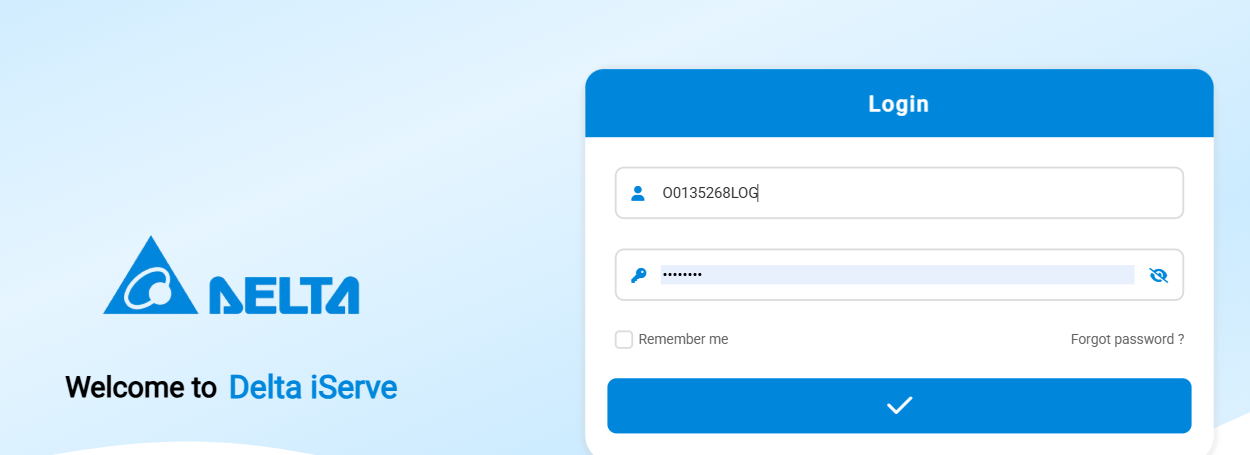 Login
O0135268LOG
••••••••
Remember me
Forgot password ?
DELTA
Welcome to Delta iServe